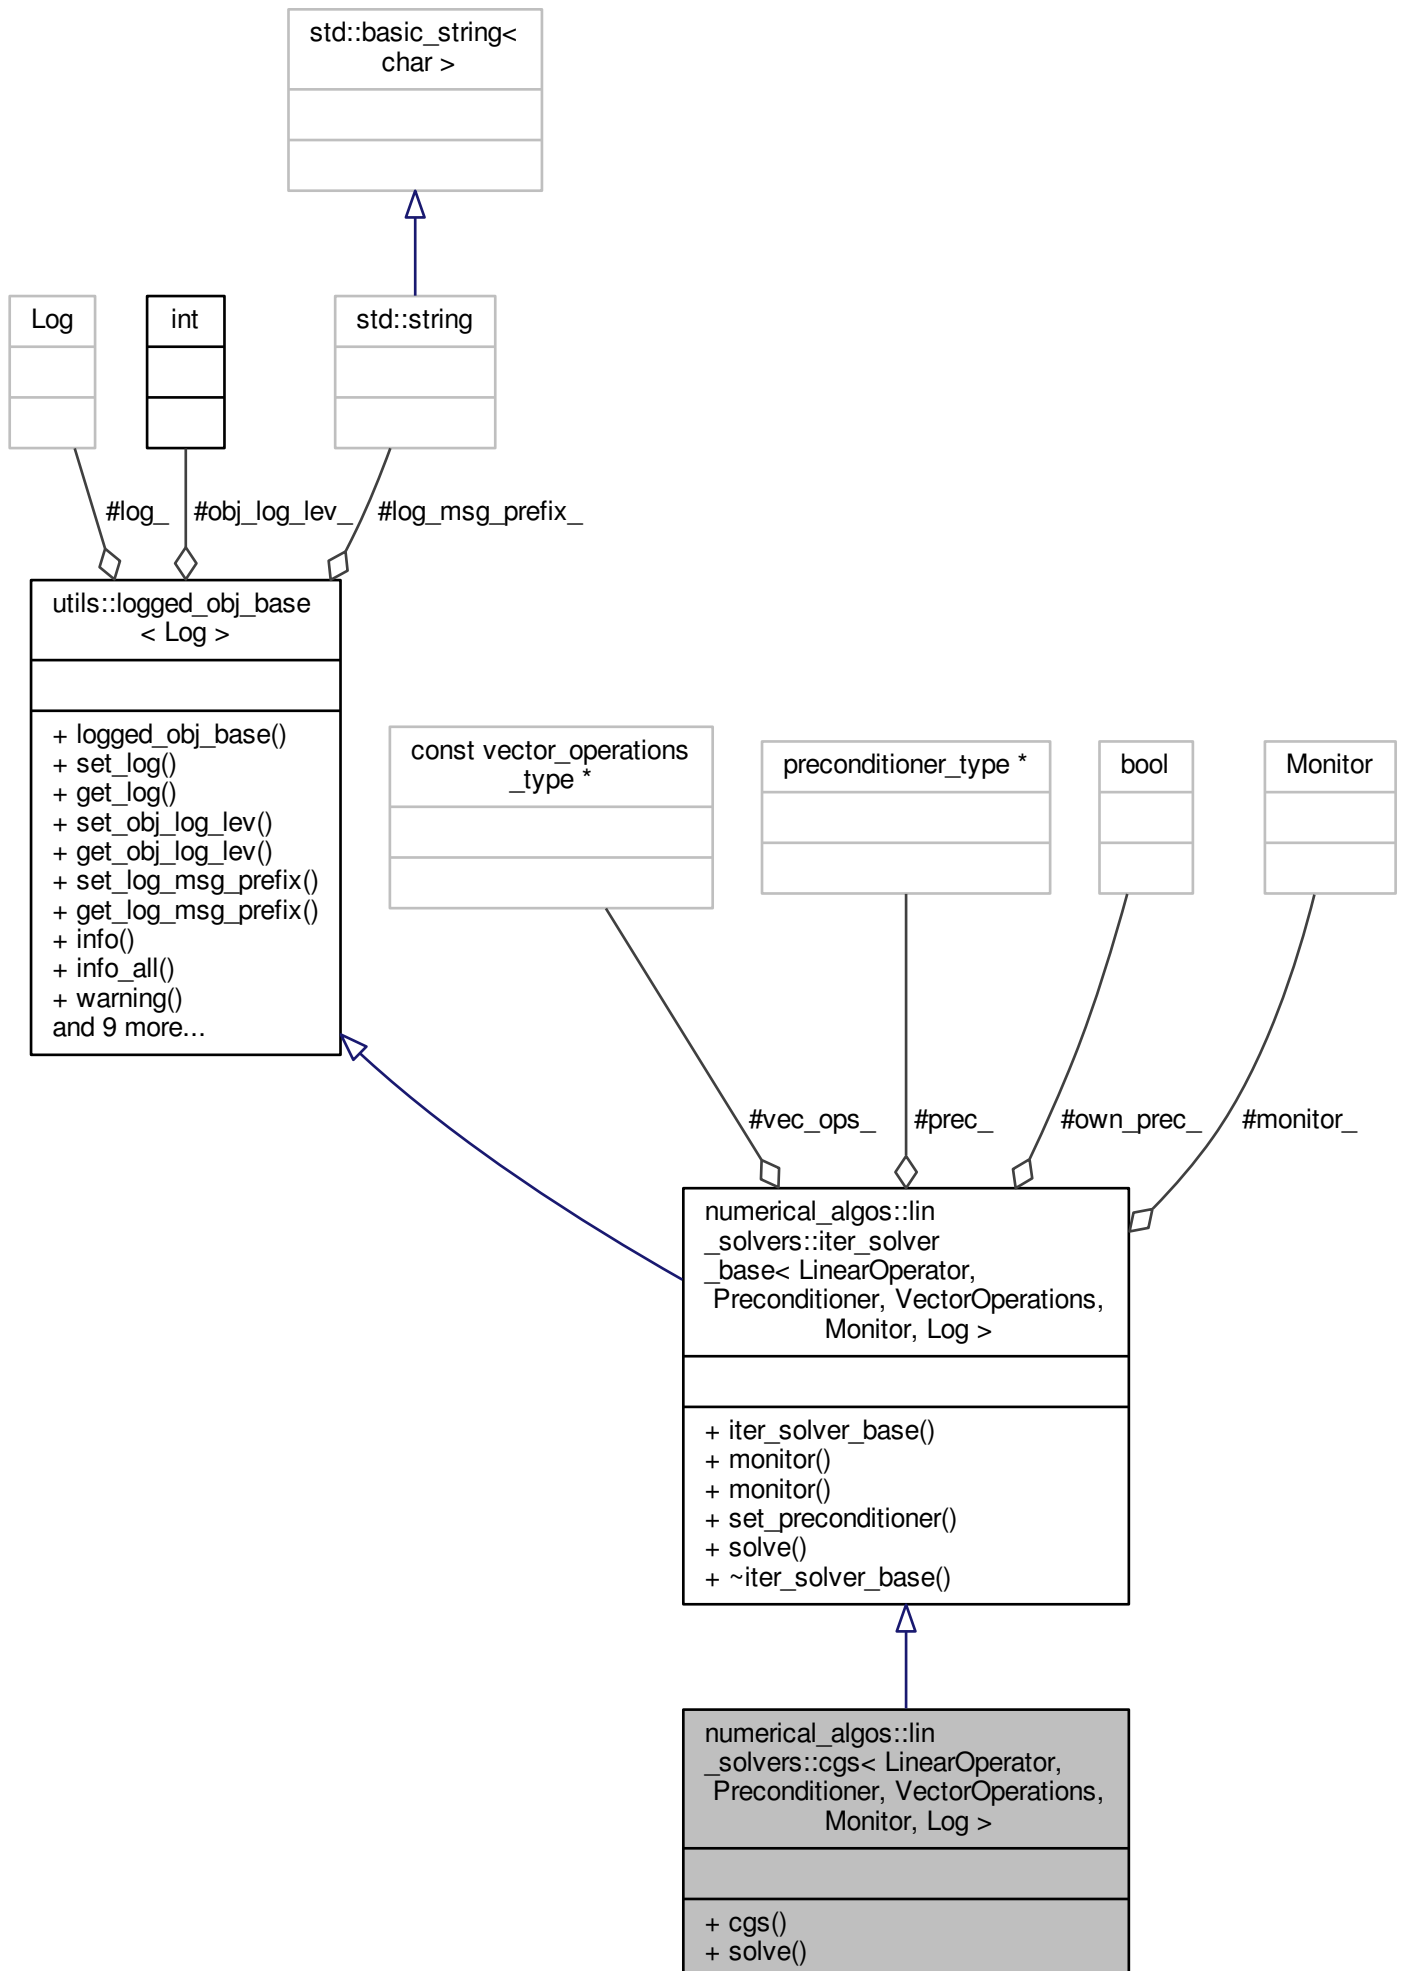 std::basic_string<
char >
Log
int
std::string
#log_
#obj_log_lev_
#log_msg_prefix_
utils::logged_obj_base
< Log >
+ logged_obj_base()
+ set_log()
+ get_log()
+ set_obj_log_lev()
+ get_obj_log_lev()
+ set_log_msg_prefix()
+ get_log_msg_prefix()
+ info()
+ info_all()
+ warning()
and 9 more...
const vector_operations
_type *
preconditioner_type *
bool
Monitor
#vec_ops_
#prec_
#own_prec_
#monitor_
numerical_algos::lin
_solvers::iter_solver
_base< LinearOperator,
Preconditioner, VectorOperations,
Monitor, Log >
+ iter_solver_base()
+ monitor()
+ monitor()
+ set_preconditioner()
+ solve()
+ ~iter_solver_base()
numerical_algos::lin
_solvers::cgs< LinearOperator,
Preconditioner, VectorOperations,
Monitor, Log >
+ cgs()
+ solve()